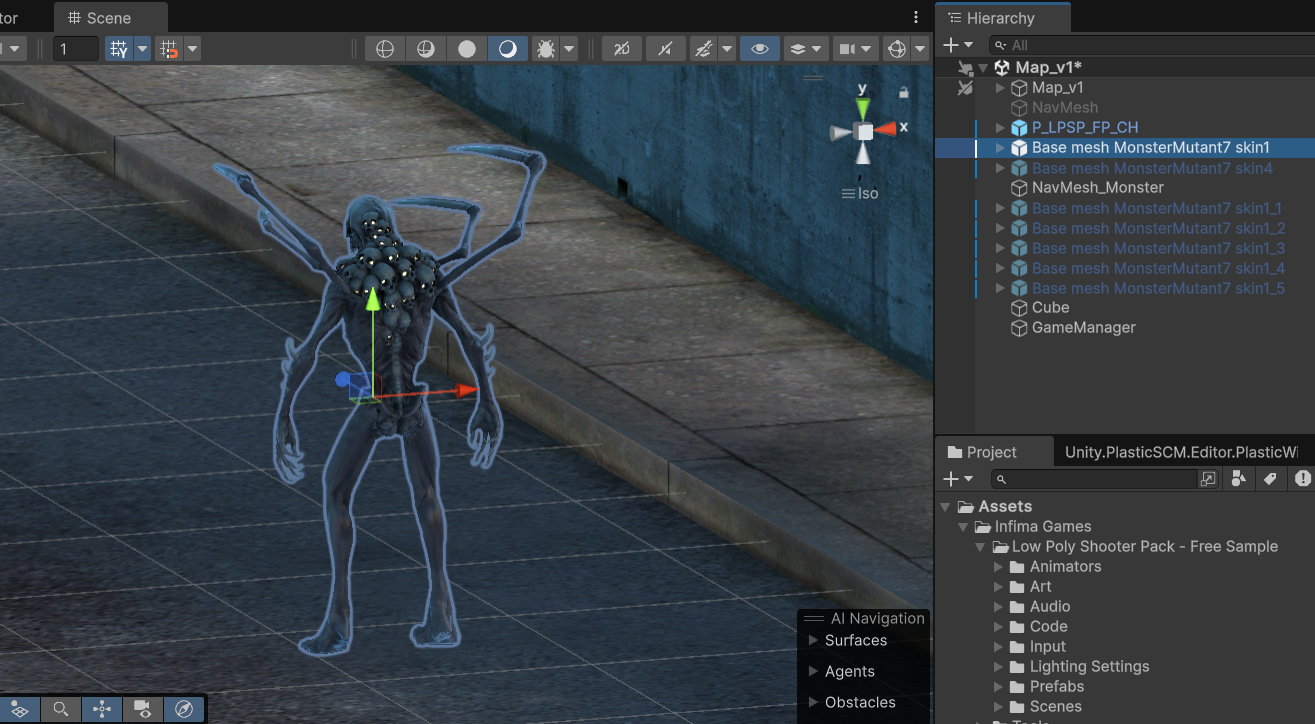 tor
Scene
1
2D
y
x
Iso
AI Navigation
Surfaces
Agents
Obstacles
Hierarchy
All
Map_v1*
Map_v1
NavMesh
P_LPSP_FP_CH
Base mesh MonsterMutant7 skin1
Base mesh MonsterMutant7 skin4
NavMesh_Monster
Base mesh MonsterMutant7 skin1_1
Base mesh MonsterMutant7 skin1_2
Base mesh MonsterMutant7 skin1_3
Base mesh MonsterMutant7 skin1_4
Base mesh MonsterMutant7 skin1_5
Cube
GameManager
Project
Unity.PlasticSCM.Editor.PlasticWi
Assets
Infima Games
Low Poly Shooter Pack - Free Sample
Animators
Art
Audio
Code
Input
Lighting Settings
Prefabs
Scenes